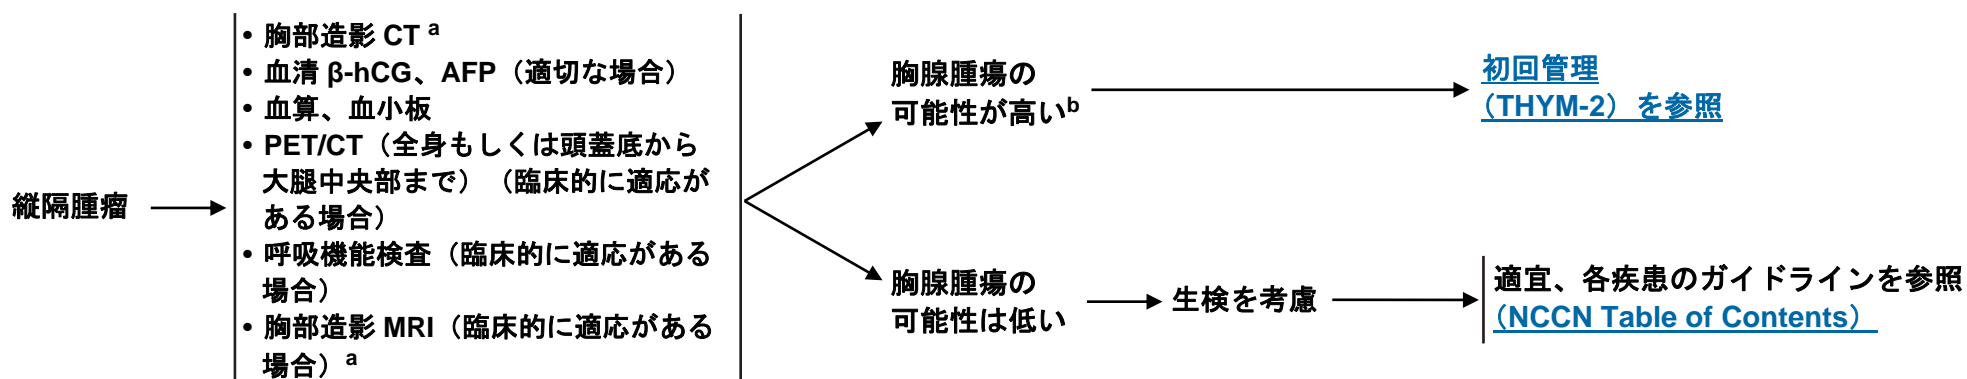 縦隔腫瘤
• 胸部造影 CT a
• 血清 β-hCG、AFP（適切な場合）
• 血算、血小板
• PET/CT（全身もしくは頭蓋底から
大腿中央部まで）（臨床的に適応が
ある場合）
• 呼吸機能検査（臨床的に適応がある
場合）
• 胸部造影 MRI（臨床的に適応がある
場合）a
胸腺腫瘍の
可能性が高いb
初回管理
（THYM-2）を参照
胸腺腫瘍の
可能性は低い
生検を考慮
適宜、各疾患のガイドラインを参照
（NCCN Table of Contents）